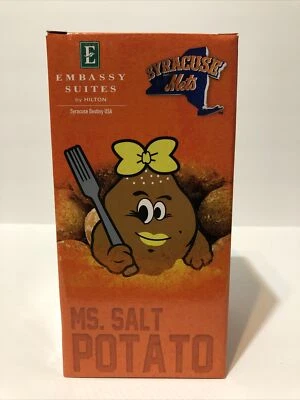 E
EMBASSY
SUITES
by HILTON
Syracuse Destiny USA
SYRACUSE
Mets
MS. SALT
POTATO